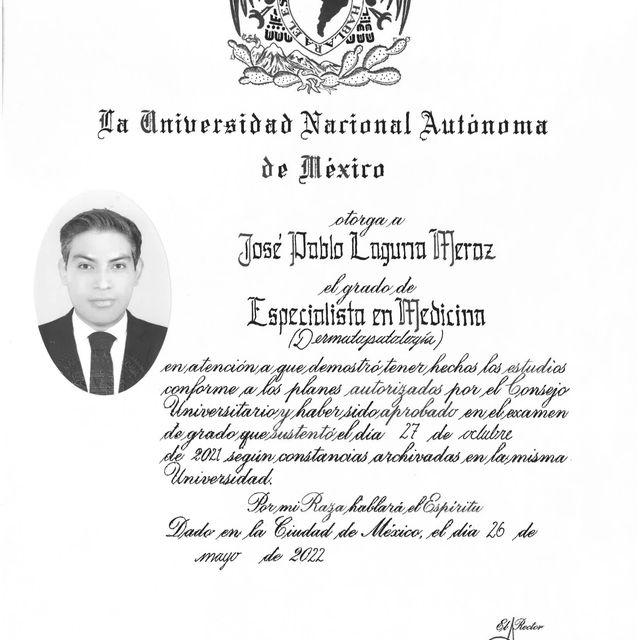 HABLARA EL ES
La Universidad Nacional Autónoma
de México
otorga a
José Pablo Laguna Meraz
el grado de
Especialista en Medicina
(Dermatopatología)
en atención a que demostró tener hechos los estudios
conforme a los planes autorizados por el Consejo
Universitario y haber sido aprobado en el examen
de grado que sustentó el día 27 de octubre
de 2021 según constancias archivadas en la misma
Universidad.
Por mi Raza hablará el Espíritu
Dado en la Ciudad de México, el día 26 de
mayo de 2022
El Rector